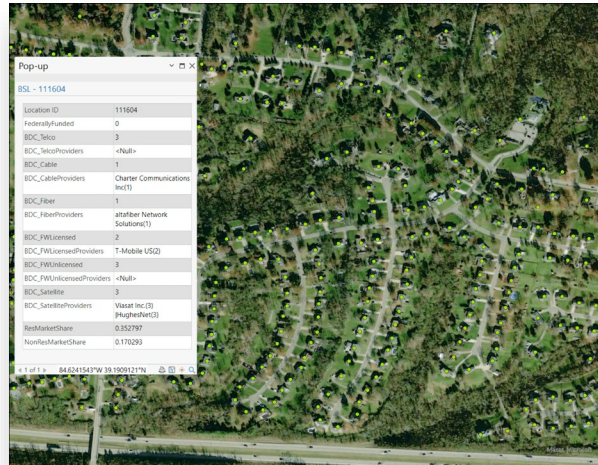 Pop-up
BSL - 111604
Location ID 111604
FederallyFunded 0
BDC_Telco 3
BDC_TelcoProviders <Null>
BDC_Cable 1
BDC_CableProviders Charter Communications
Inc(1)
BDC_Fiber 1
BDC_FiberProviders altafiber Network
Solutions(1)
BDC_FWLicensed 2
BDC_FWLicensedProviders T-Mobile US(2)
BDC_FWUnlicensed 3
BDC_FWUnlicensedProviders <Null>
BDC_Satellite 3
BDC_SatelliteProviders Viasat Inc.(3)
|HughesNet(3)
ResMarketShare 0.352797
NonResMarketShare 0.170293
1 of 1 84.6241543°W 39.1909121°N